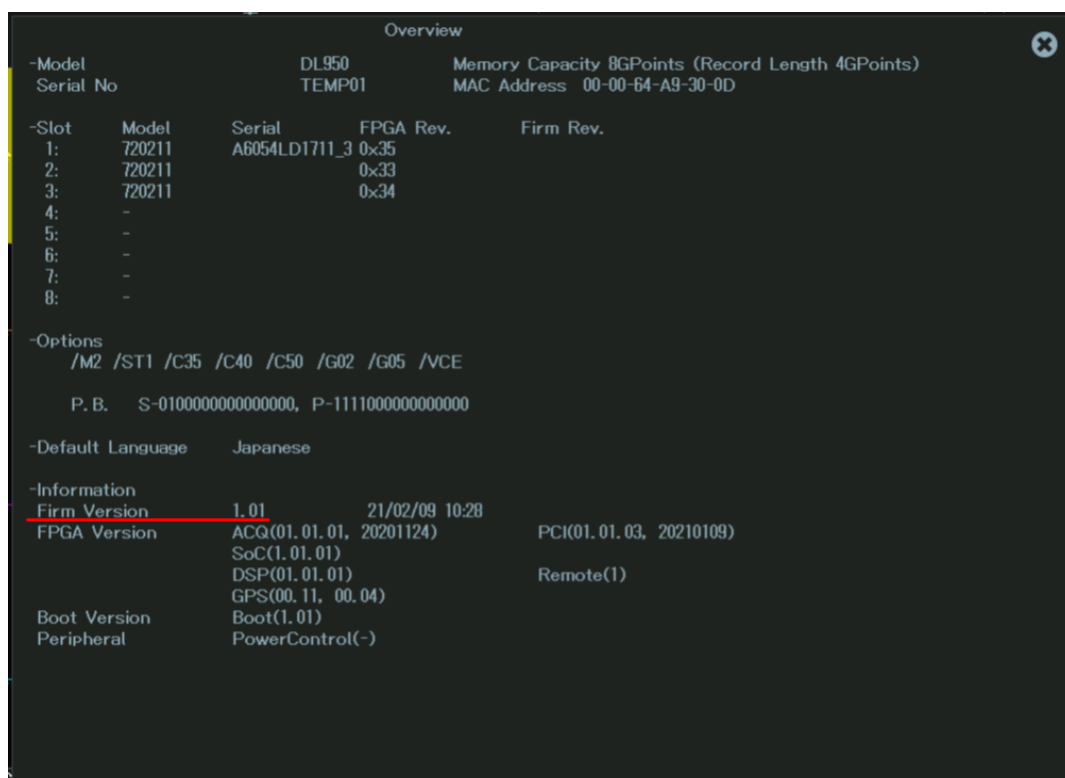 Overview
-Model DL950 Memory Capacity 8GPoints (Record Length 4GPoints)
Serial No TEMP01 MAC Address 00-00-64-A9-30-0D
-Slot Model Serial FPGA Rev. Firm Rev.
1: 720211 A6054LD1711_3 0x35
2: 720211 0x33
3: 720211 0x34
4: -
5: -
6: -
7: -
8: -
-Options
/M2 /ST1 /C35 /C40 /C50 /G02 /G05 /VCE
P.B. S-0100000000000000, P-1111000000000000
-Default Language Japanese
-Information
Firm Version 1.01 21/02/09 10:28
FPGA Version ACQ(01.01.01, 20201124) PCI(01.01.03, 20210109)
SoC(1.01.01)
DSP(01.01.01) Remote(1)
GPS(00.11, 00.04)
Boot Version Boot(1.01)
Peripheral PowerControl(-)